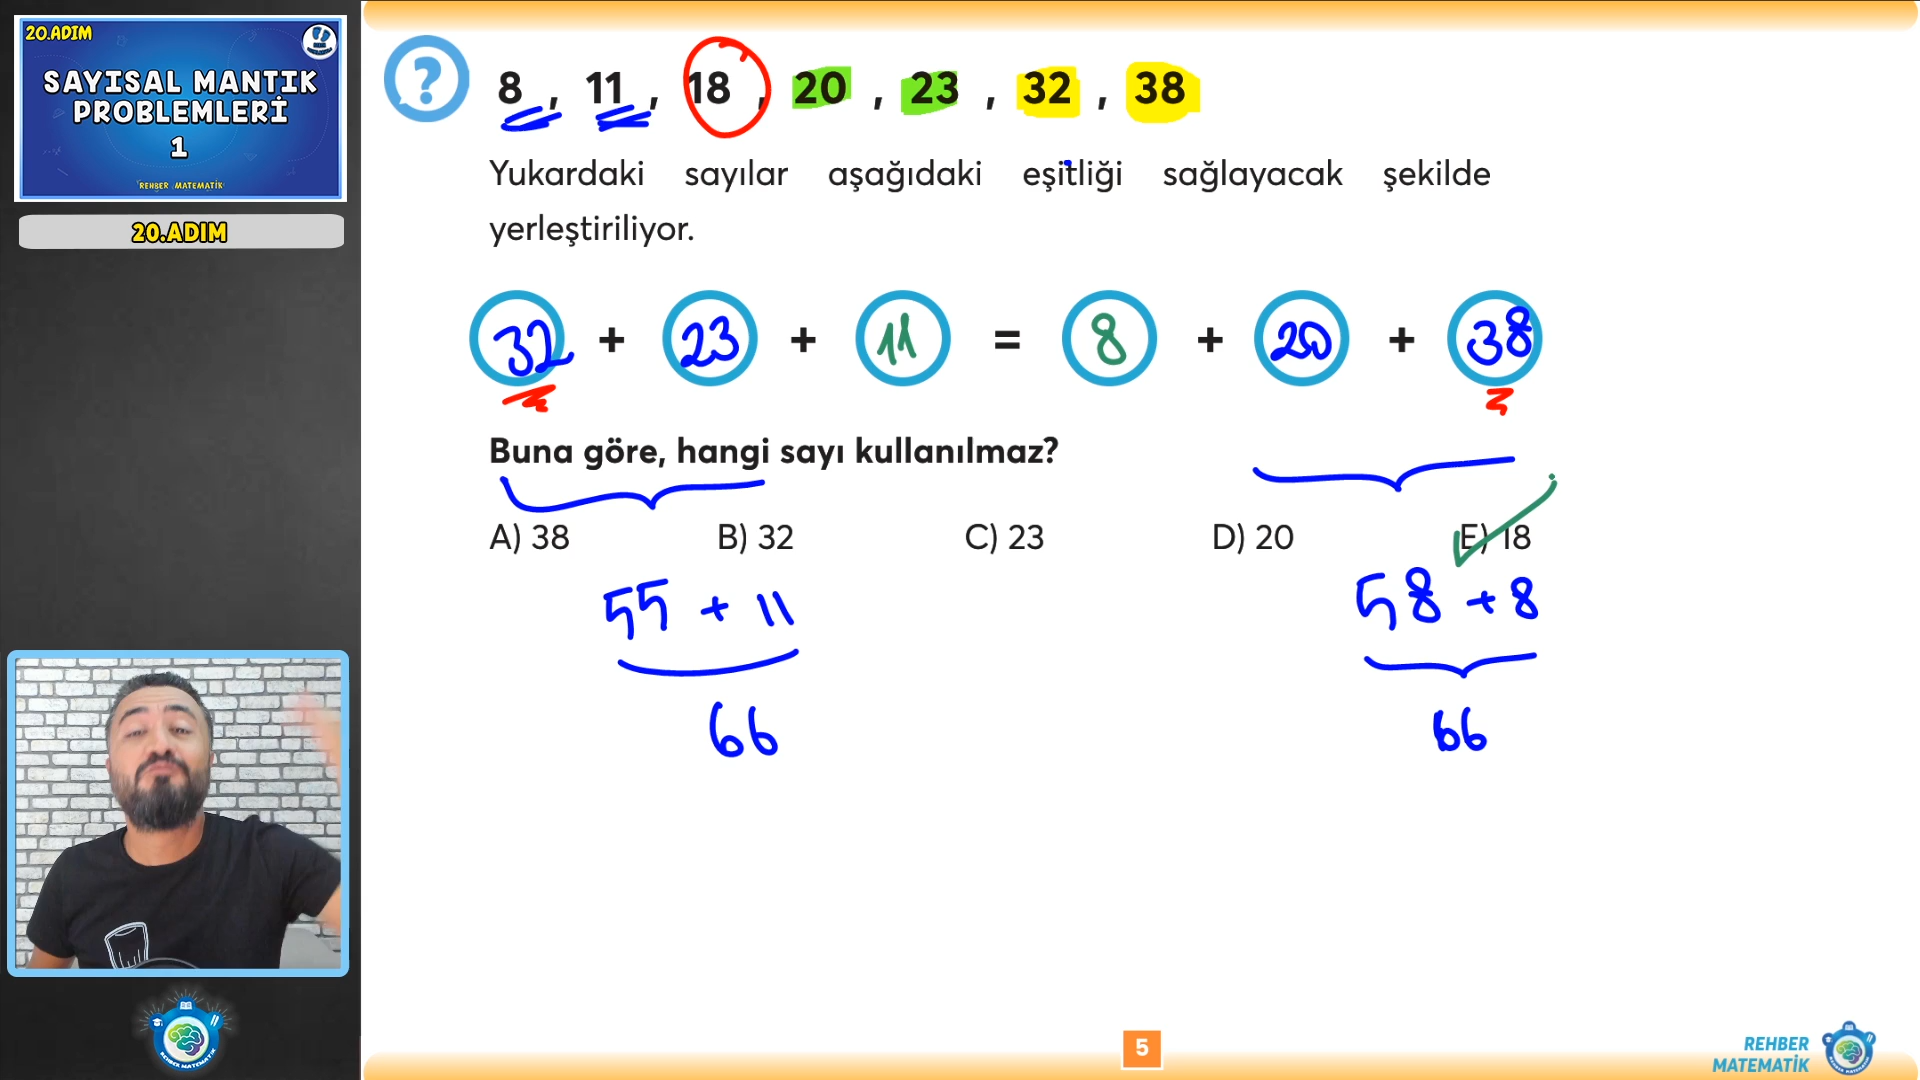 20.ADIM
SAYISAL MANTIK
PROBLEMLERİ
1
"REHBER MATEMATİK"
20.ADIM
8 , 11 , 18 , 20 , 23 , 32 , 38
Yukardaki sayılar aşağıdaki eşitliği sağlayacak şekilde
yerleştiriliyor.
32 + 23 + 11 = 8 + 20 + 38
Buna göre, hangi sayı kullanılmaz?
A) 38 B) 32 C) 23 D) 20 E) 18
55 + 11 58 + 8
66 66
REHBER MATEMATİK
5
REHBER
MATEMATİK